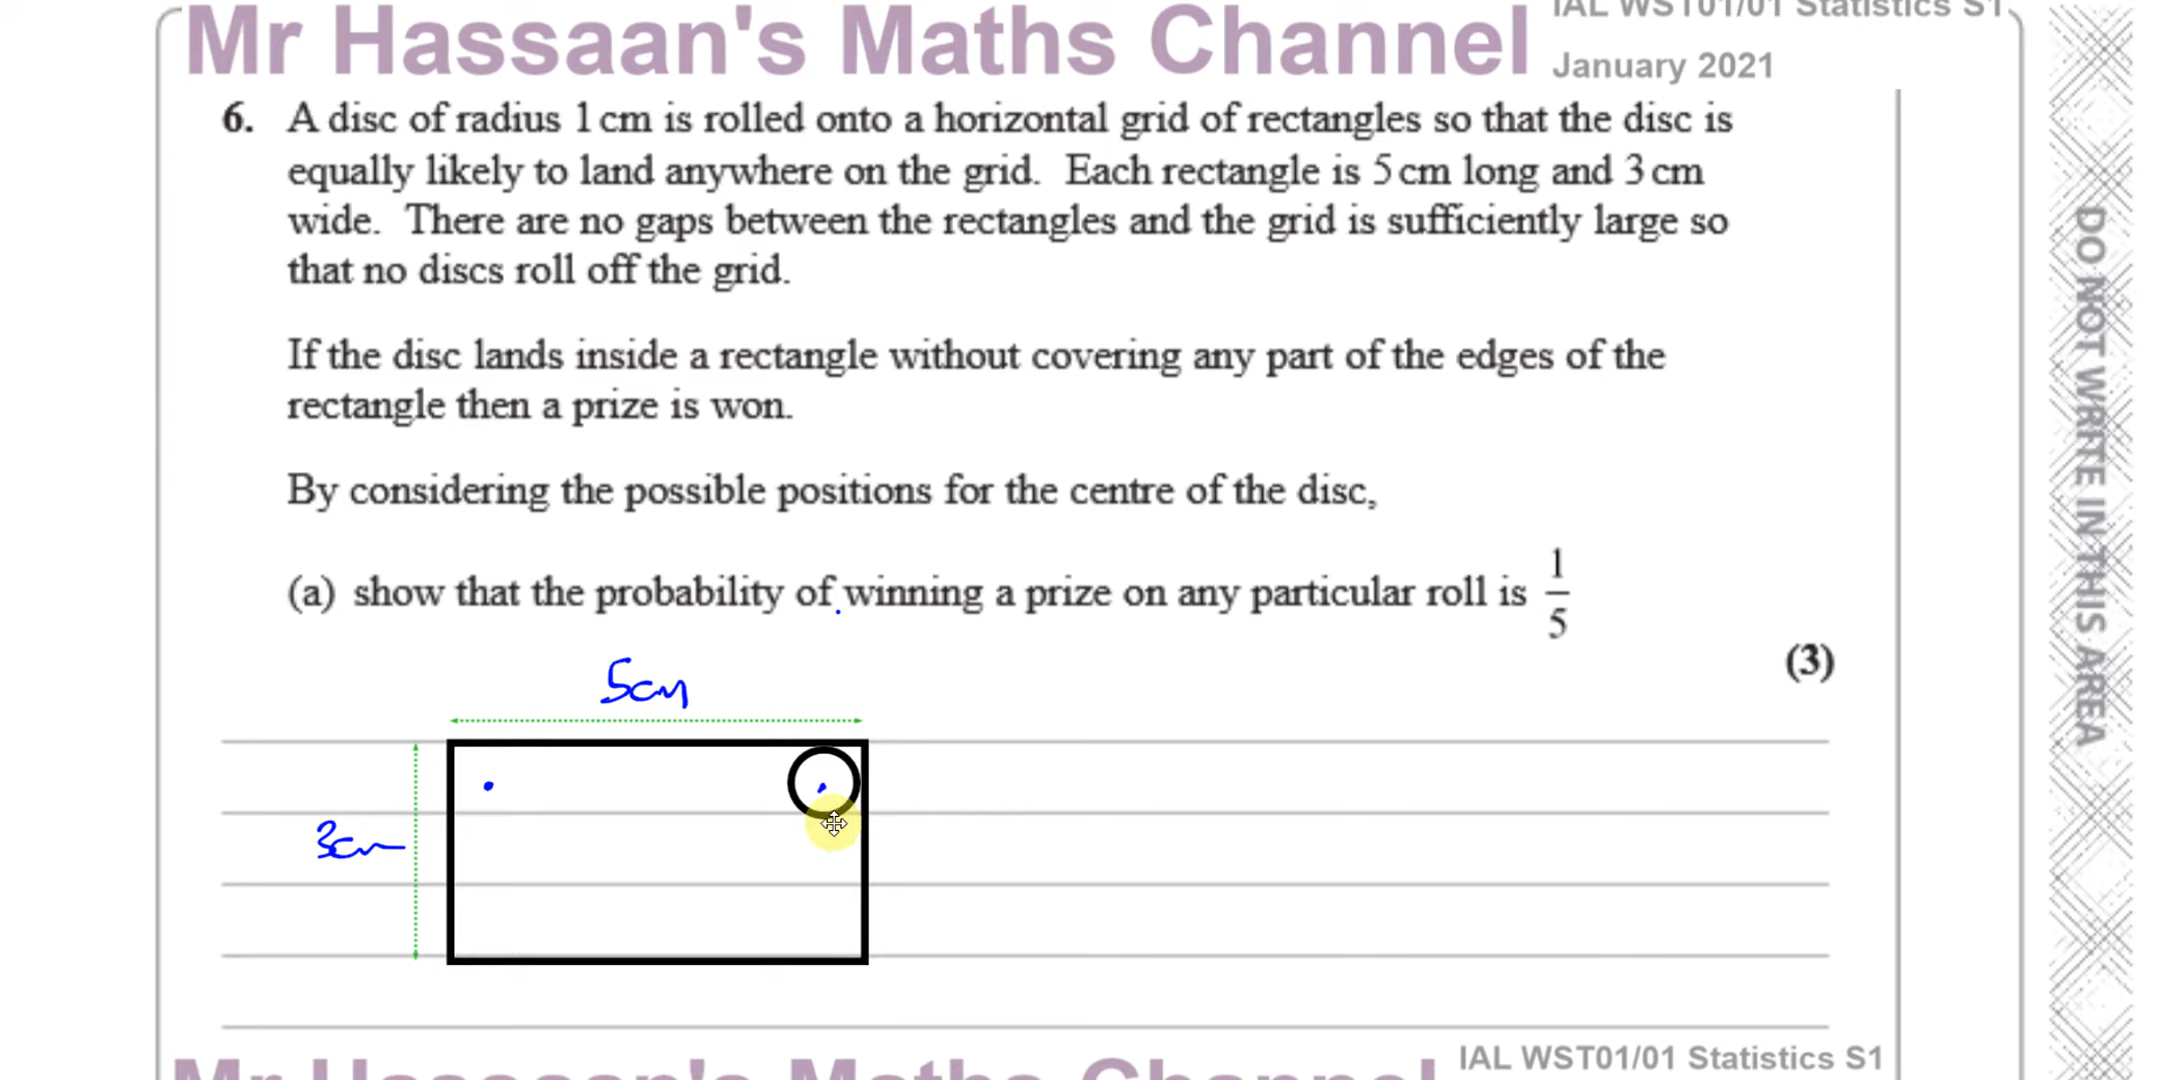 Mr Hassaan's Maths Channel
IAL WST01/01 Statistics S1
January 2021
6. A disc of radius 1 cm is rolled onto a horizontal grid of rectangles so that the disc is
equally likely to land anywhere on the grid. Each rectangle is 5 cm long and 3 cm
wide. There are no gaps between the rectangles and the grid is sufficiently large so
that no discs roll off the grid.
If the disc lands inside a rectangle without covering any part of the edges of the
rectangle then a prize is won.
By considering the possible positions for the centre of the disc,
(a) show that the probability of winning a prize on any particular roll is 1/5
(3)
5cm
3cm
DO NOT WRITE IN THIS AREA
Mr Hassaan's Maths Channel
IAL WST01/01 Statistics S1